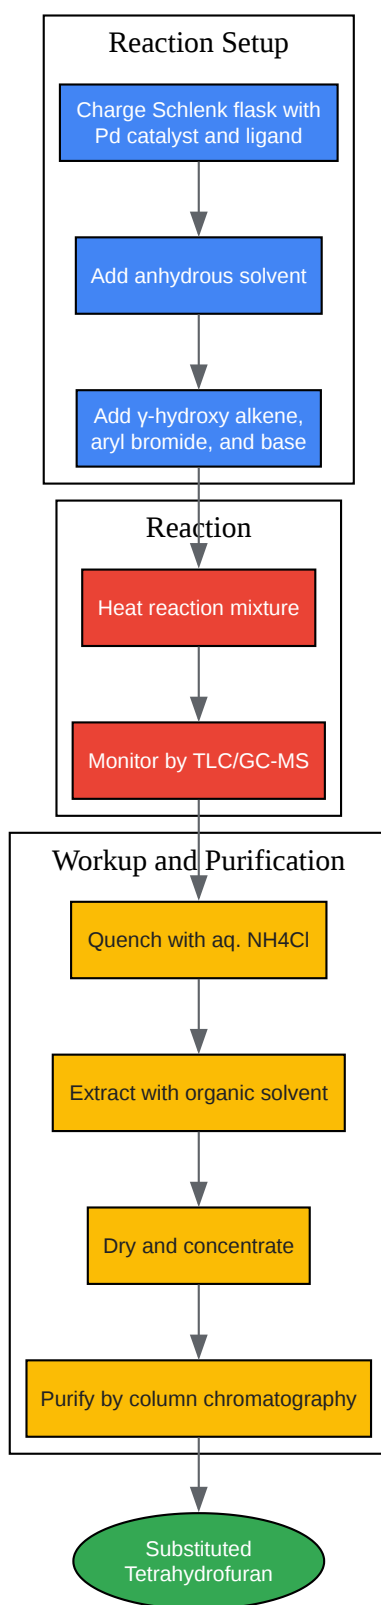 Reaction Setup
Charge Schlenk flask with
Pd catalyst and ligand
Add anhydrous solvent
Add γ-hydroxy alkene,
aryl bromide, and base
Reaction
Heat reaction mixture
Monitor by TLC/GC-MS
Workup and Purification
Quench with aq. NH4Cl
Extract with organic solvent
Dry and concentrate
Purify by column chromatography
Substituted
Tetrahydrofuran